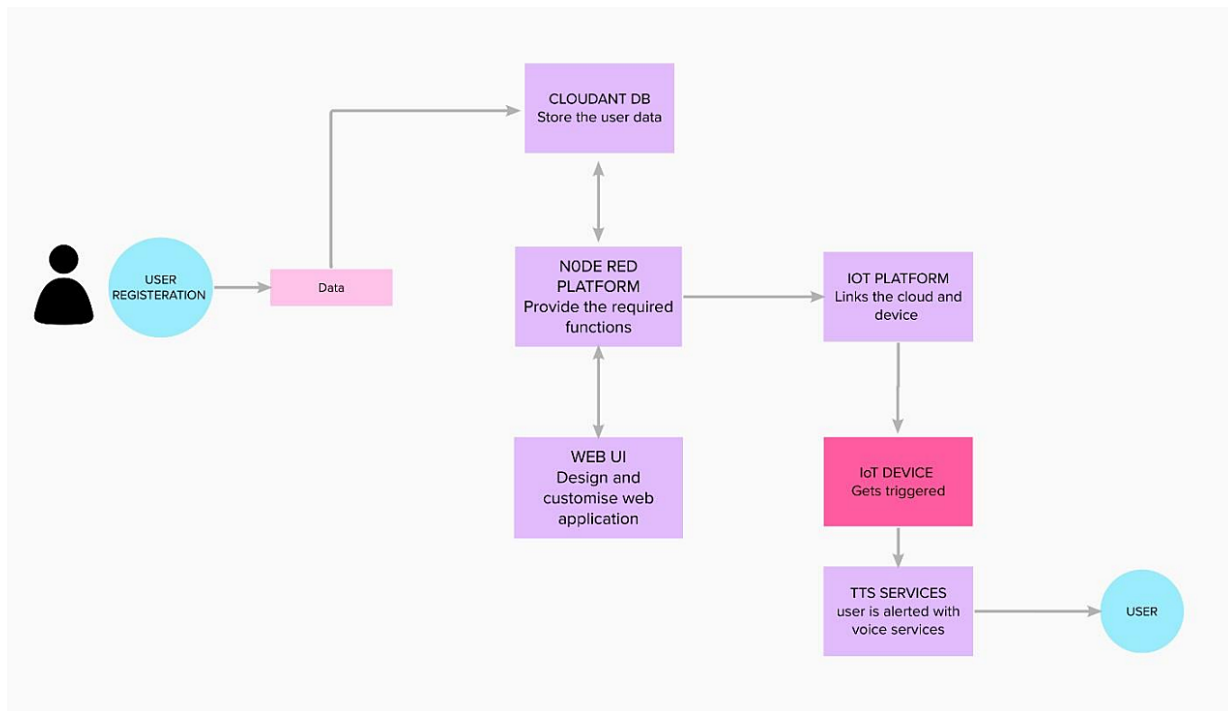 CLOUDANT DB
Store the user data
USER
REGISTERATION
Data
N0DE RED
PLATFORM
Provide the required
functions
IOT PLATFORM
Links the cloud and
device
WEB UI
Design and
customise web
application
IoT DEVICE
Gets triggered
TTS SERVICES
user is alerted with
voice services
USER